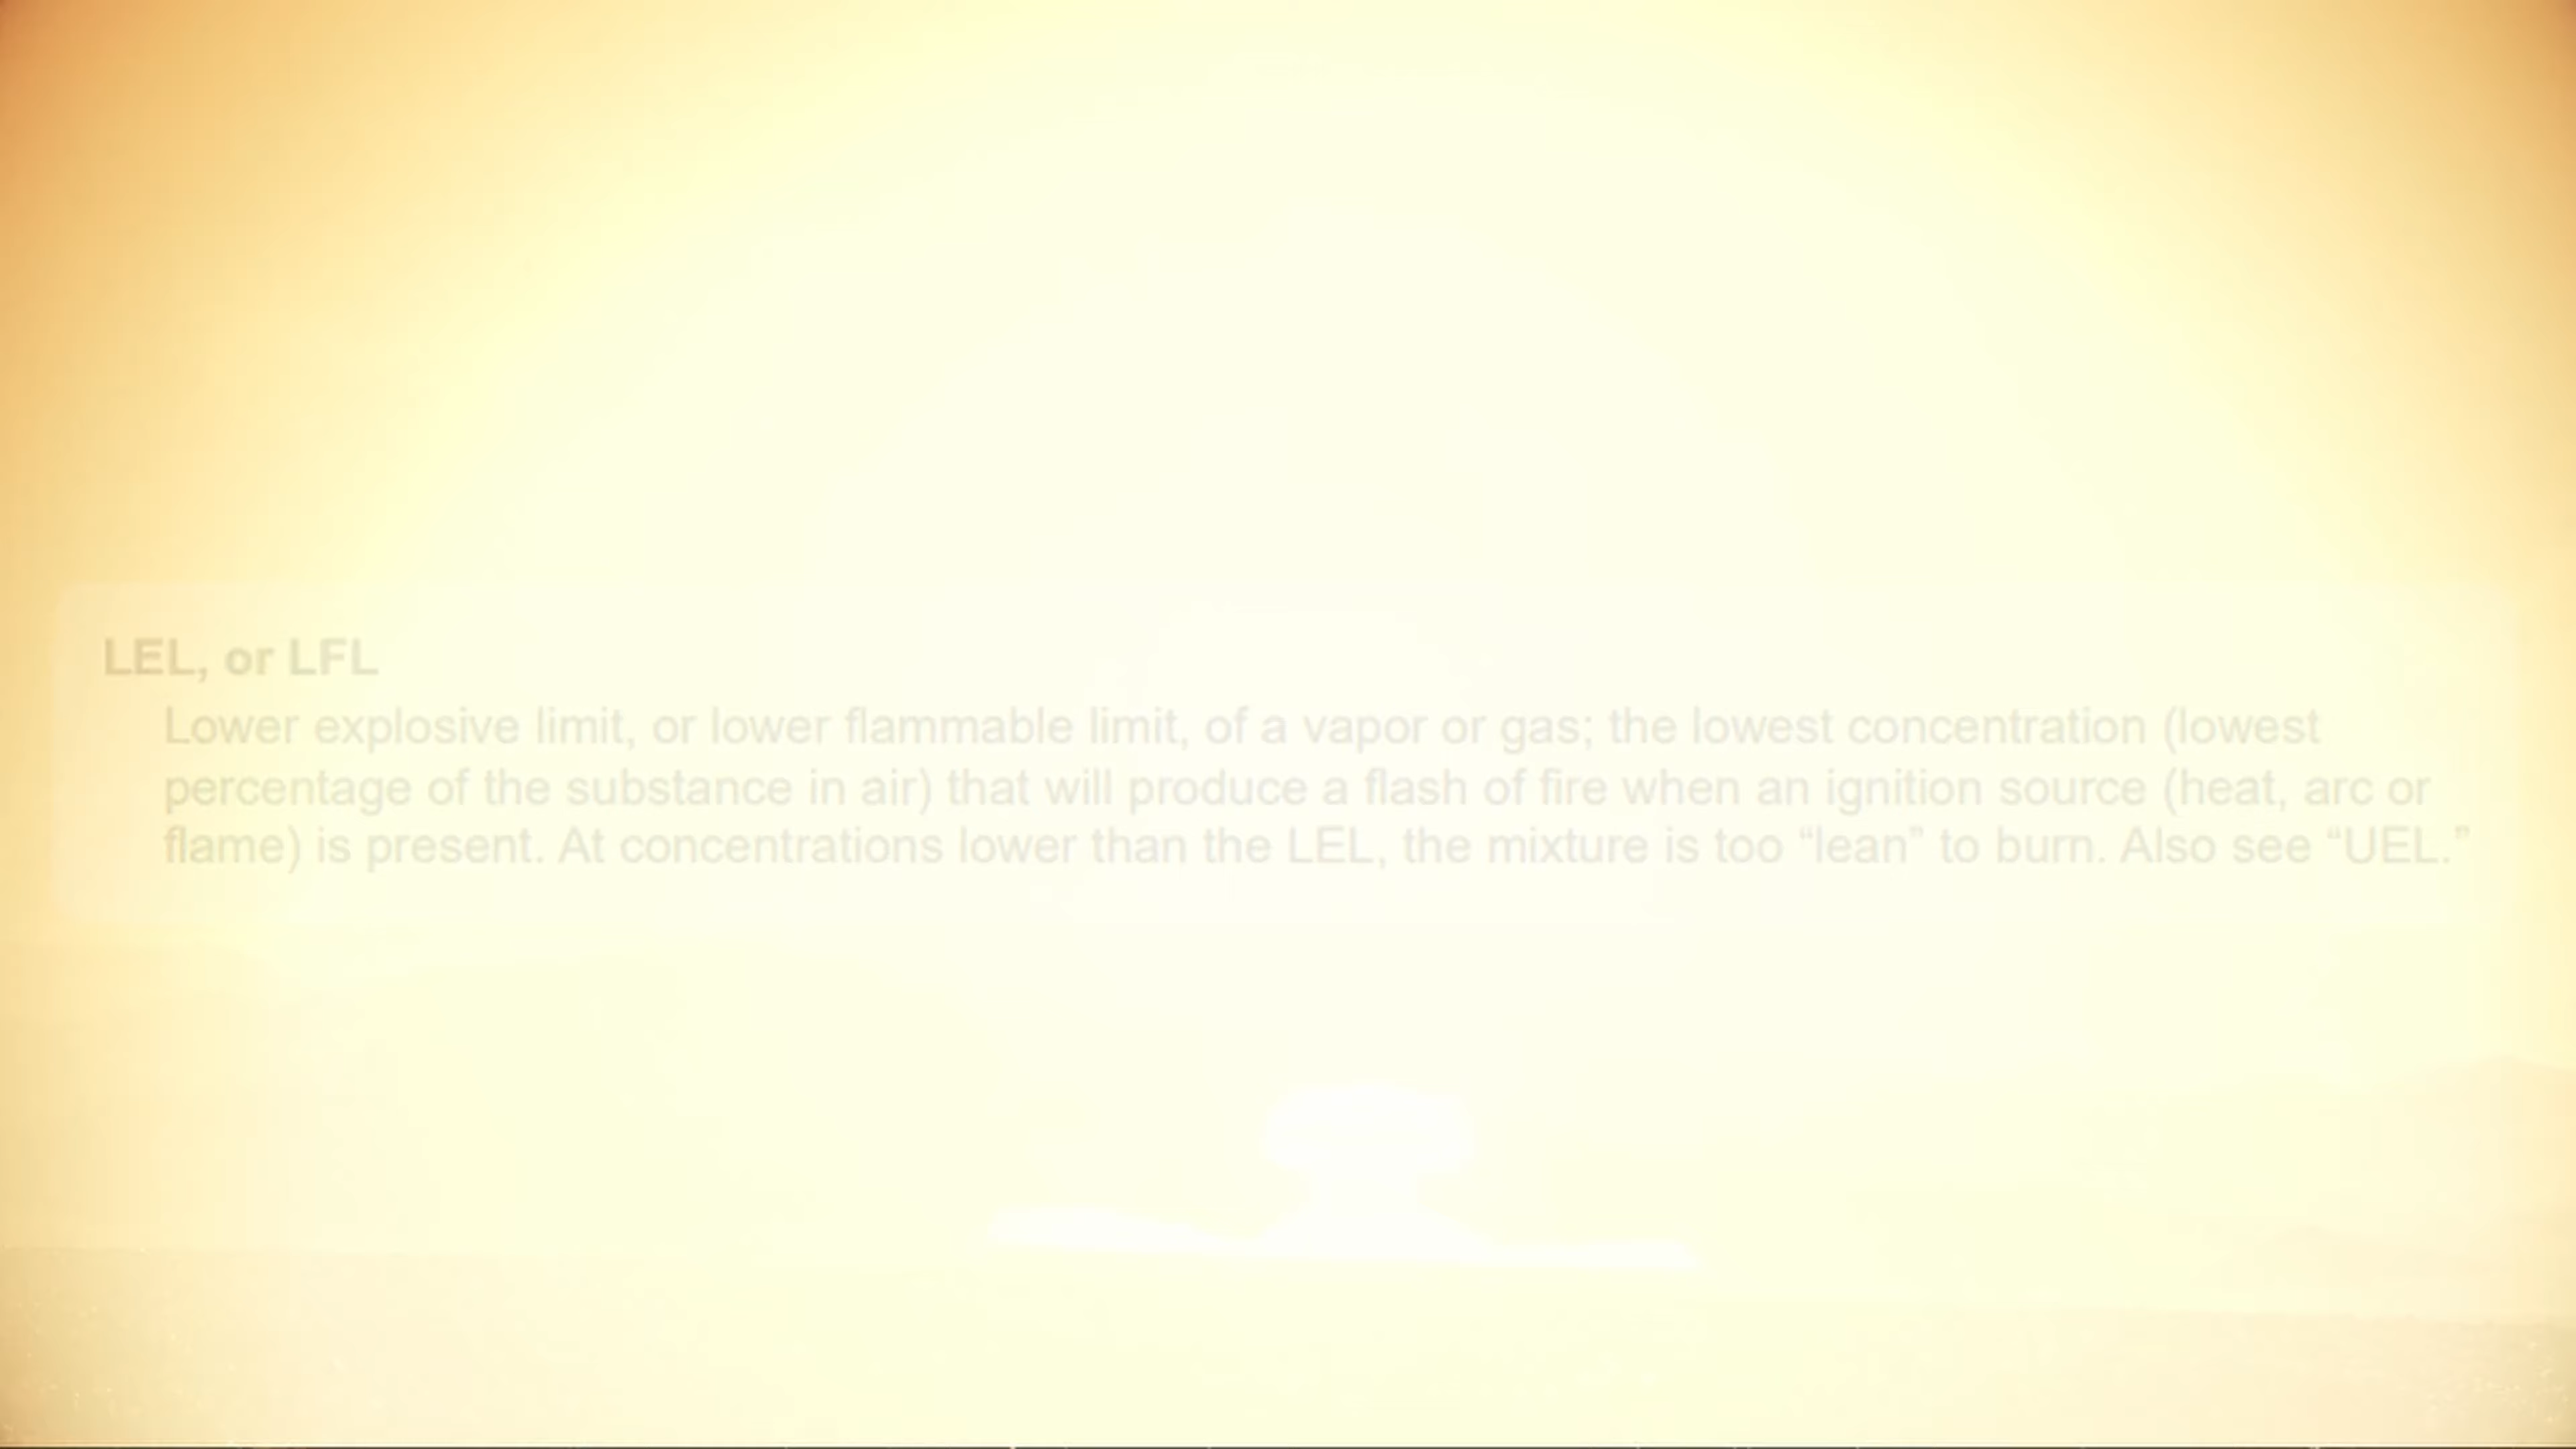 LEL, or LFL
Lower explosive limit, or lower flammable limit, of a vapor or gas; the lowest concentration (lowest
percentage of the substance in air) that will produce a flash of fire when an ignition source (heat, arc or
flame) is present. At concentrations lower than the LEL, the mixture is too “lean” to burn. Also see “UEL.”